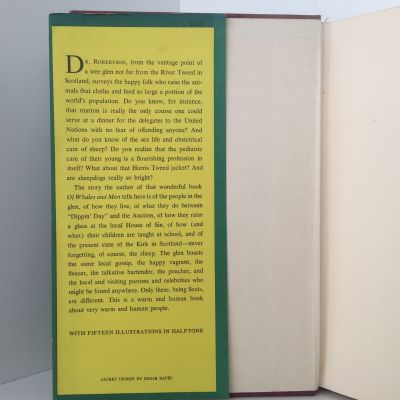 DR. ROBERTSON, from the vantage point of
a wee glen not far from the River Tweed in
Scotland, surveys the happy folk who raise the ani-
mals that clothe and feed so large a portion of the
world's population. Do you know, for instance,
that mutton is really the only course one could
serve at a dinner for the delegates to the United
Nations with no fear of offending anyone? And
what do you know of the sex life and obstetrical
care of sheep? Do you realize that the pediatric
care of their young is a flourishing profession in
itself? What about that Harris Tweed jacket? And
are sheepdogs really so bright?
The story the author of that wonderful book
Of Whales and Men tells here is of the people in the
glen, of how they live, of what they do between
"Dippin' Day" and the Auction, of how they raise
a glass at the local House of Sin, of how (and
what) their children are taught at school, and of
the present state of the Kirk in Scotland—never
forgetting, of course, the sheep. The glen boasts
the usual local gossip, the happy vagrant, the
fleecer, the talkative bartender, the poacher, and
the local and visiting parsons and celebrities who
might be found anywhere. Only these, being Scots,
are different. This is a warm and human book
about very warm and human people.
WITH FIFTEEN ILLUSTRATIONS IN HALFTONE
JACKET DESIGN BY